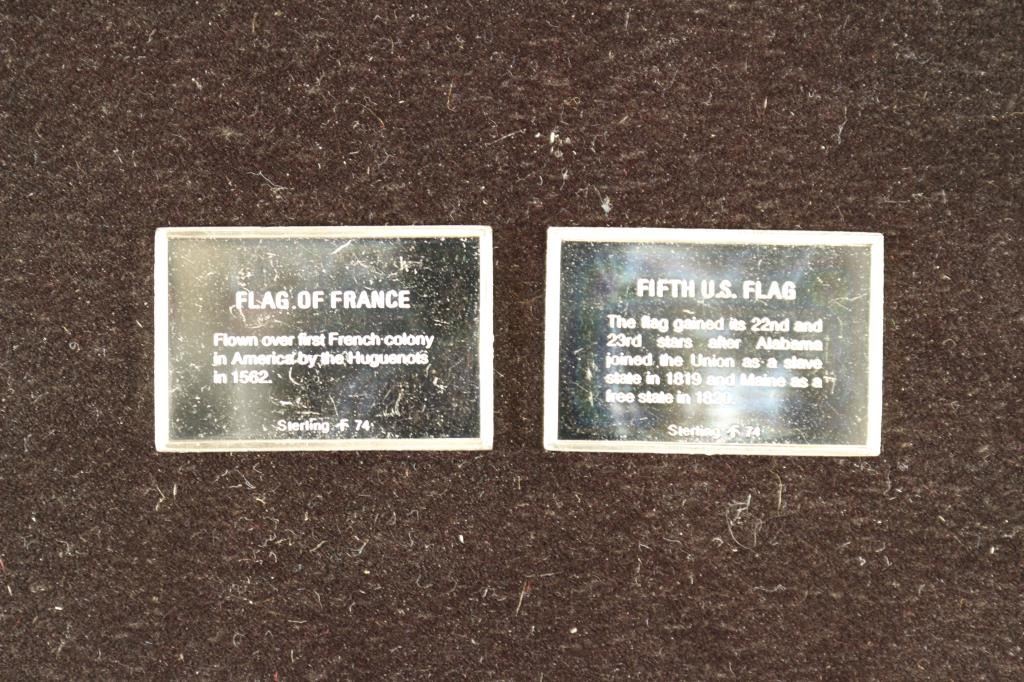 FLAG OF FRANCE
Flown over first French colony
in America by the Huguenots
in 1562.
Sterling F 74
FIFTH U.S. FLAG
The flag gained its 22nd and
23rd stars after Alabama
joined the Union as a slave
state in 1819 and Maine as a
free state in 1820.
Sterling F 74